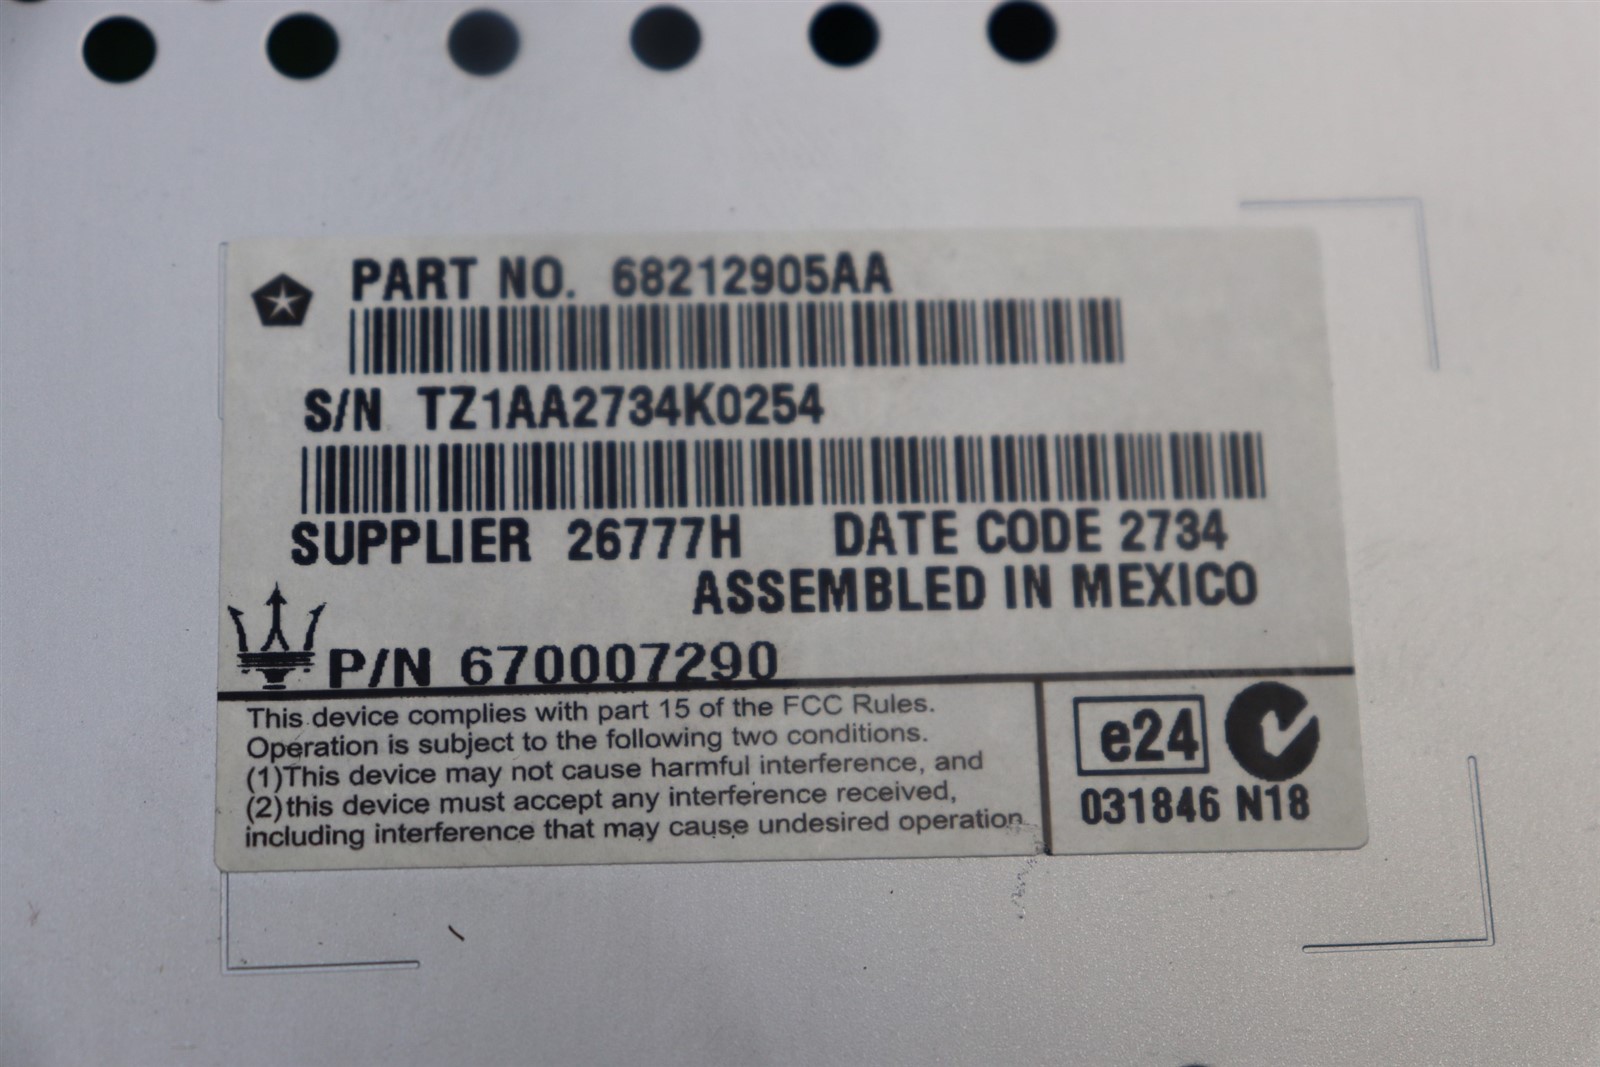 PART NO. 68212905AA
S/N TZ1AA2734K0254
SUPPLIER 26777H DATE CODE 2734
ASSEMBLED IN MEXICO
P/N 670007290
This device complies with part 15 of the FCC Rules.
Operation is subject to the following two conditions.
(1)This device may not cause harmful interference, and
(2)this device must accept any interference received,
including interference that may cause undesired operation.
e24
031846 N18